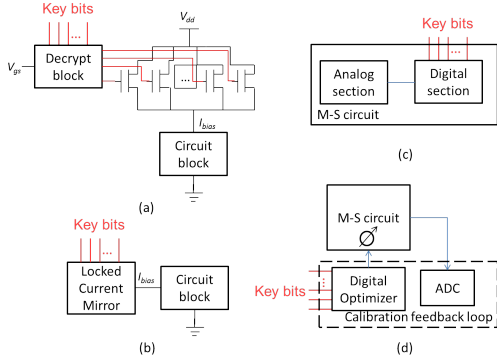 Key bits
...
V_dd
V_gs
Decrypt
block
...
I_bias
Circuit
block
(a)
Key bits
...
Locked
Current
Mirror
I_bias
Circuit
block
(b)
Key bits
...
Analog
section
Digital
section
M-S circuit
(c)
M-S circuit
Key bits
...
Digital
Optimizer
ADC
Calibration feedback loop
(d)